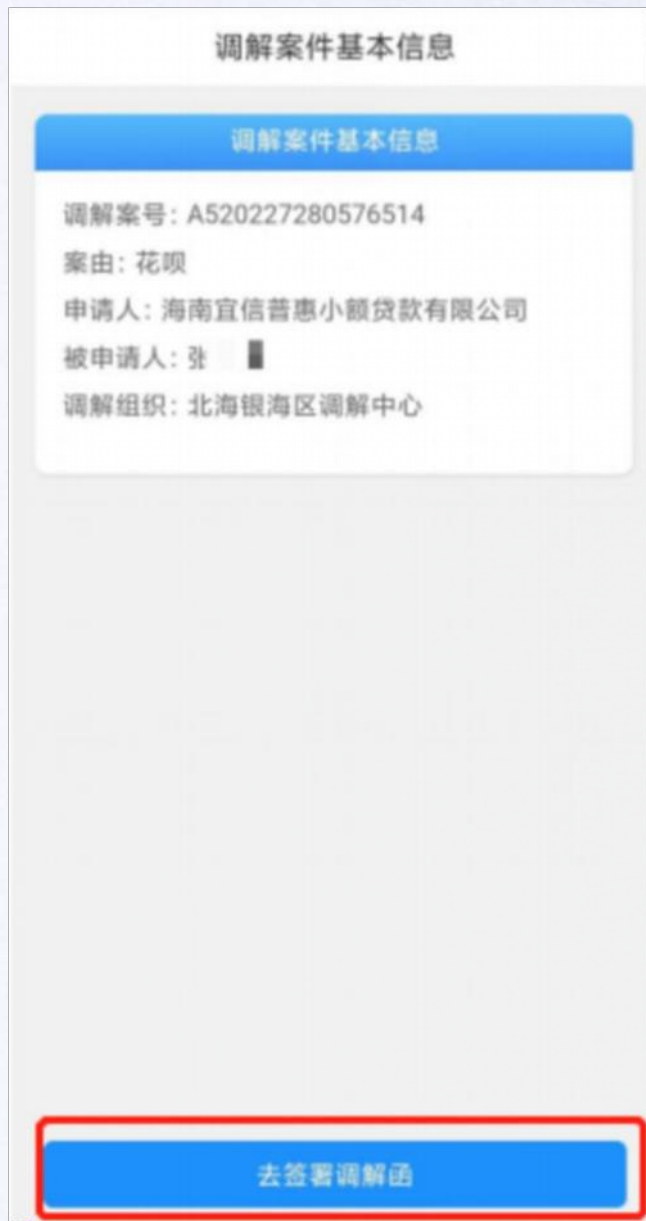 调解案件基本信息
调解案件基本信息
调解案号: A520227280576514
案由: 花呗
申请人: 海南宜信普惠小额贷款有限公司
被申请人: 张
调解组织: 北海银海区调解中心
去签署调解函